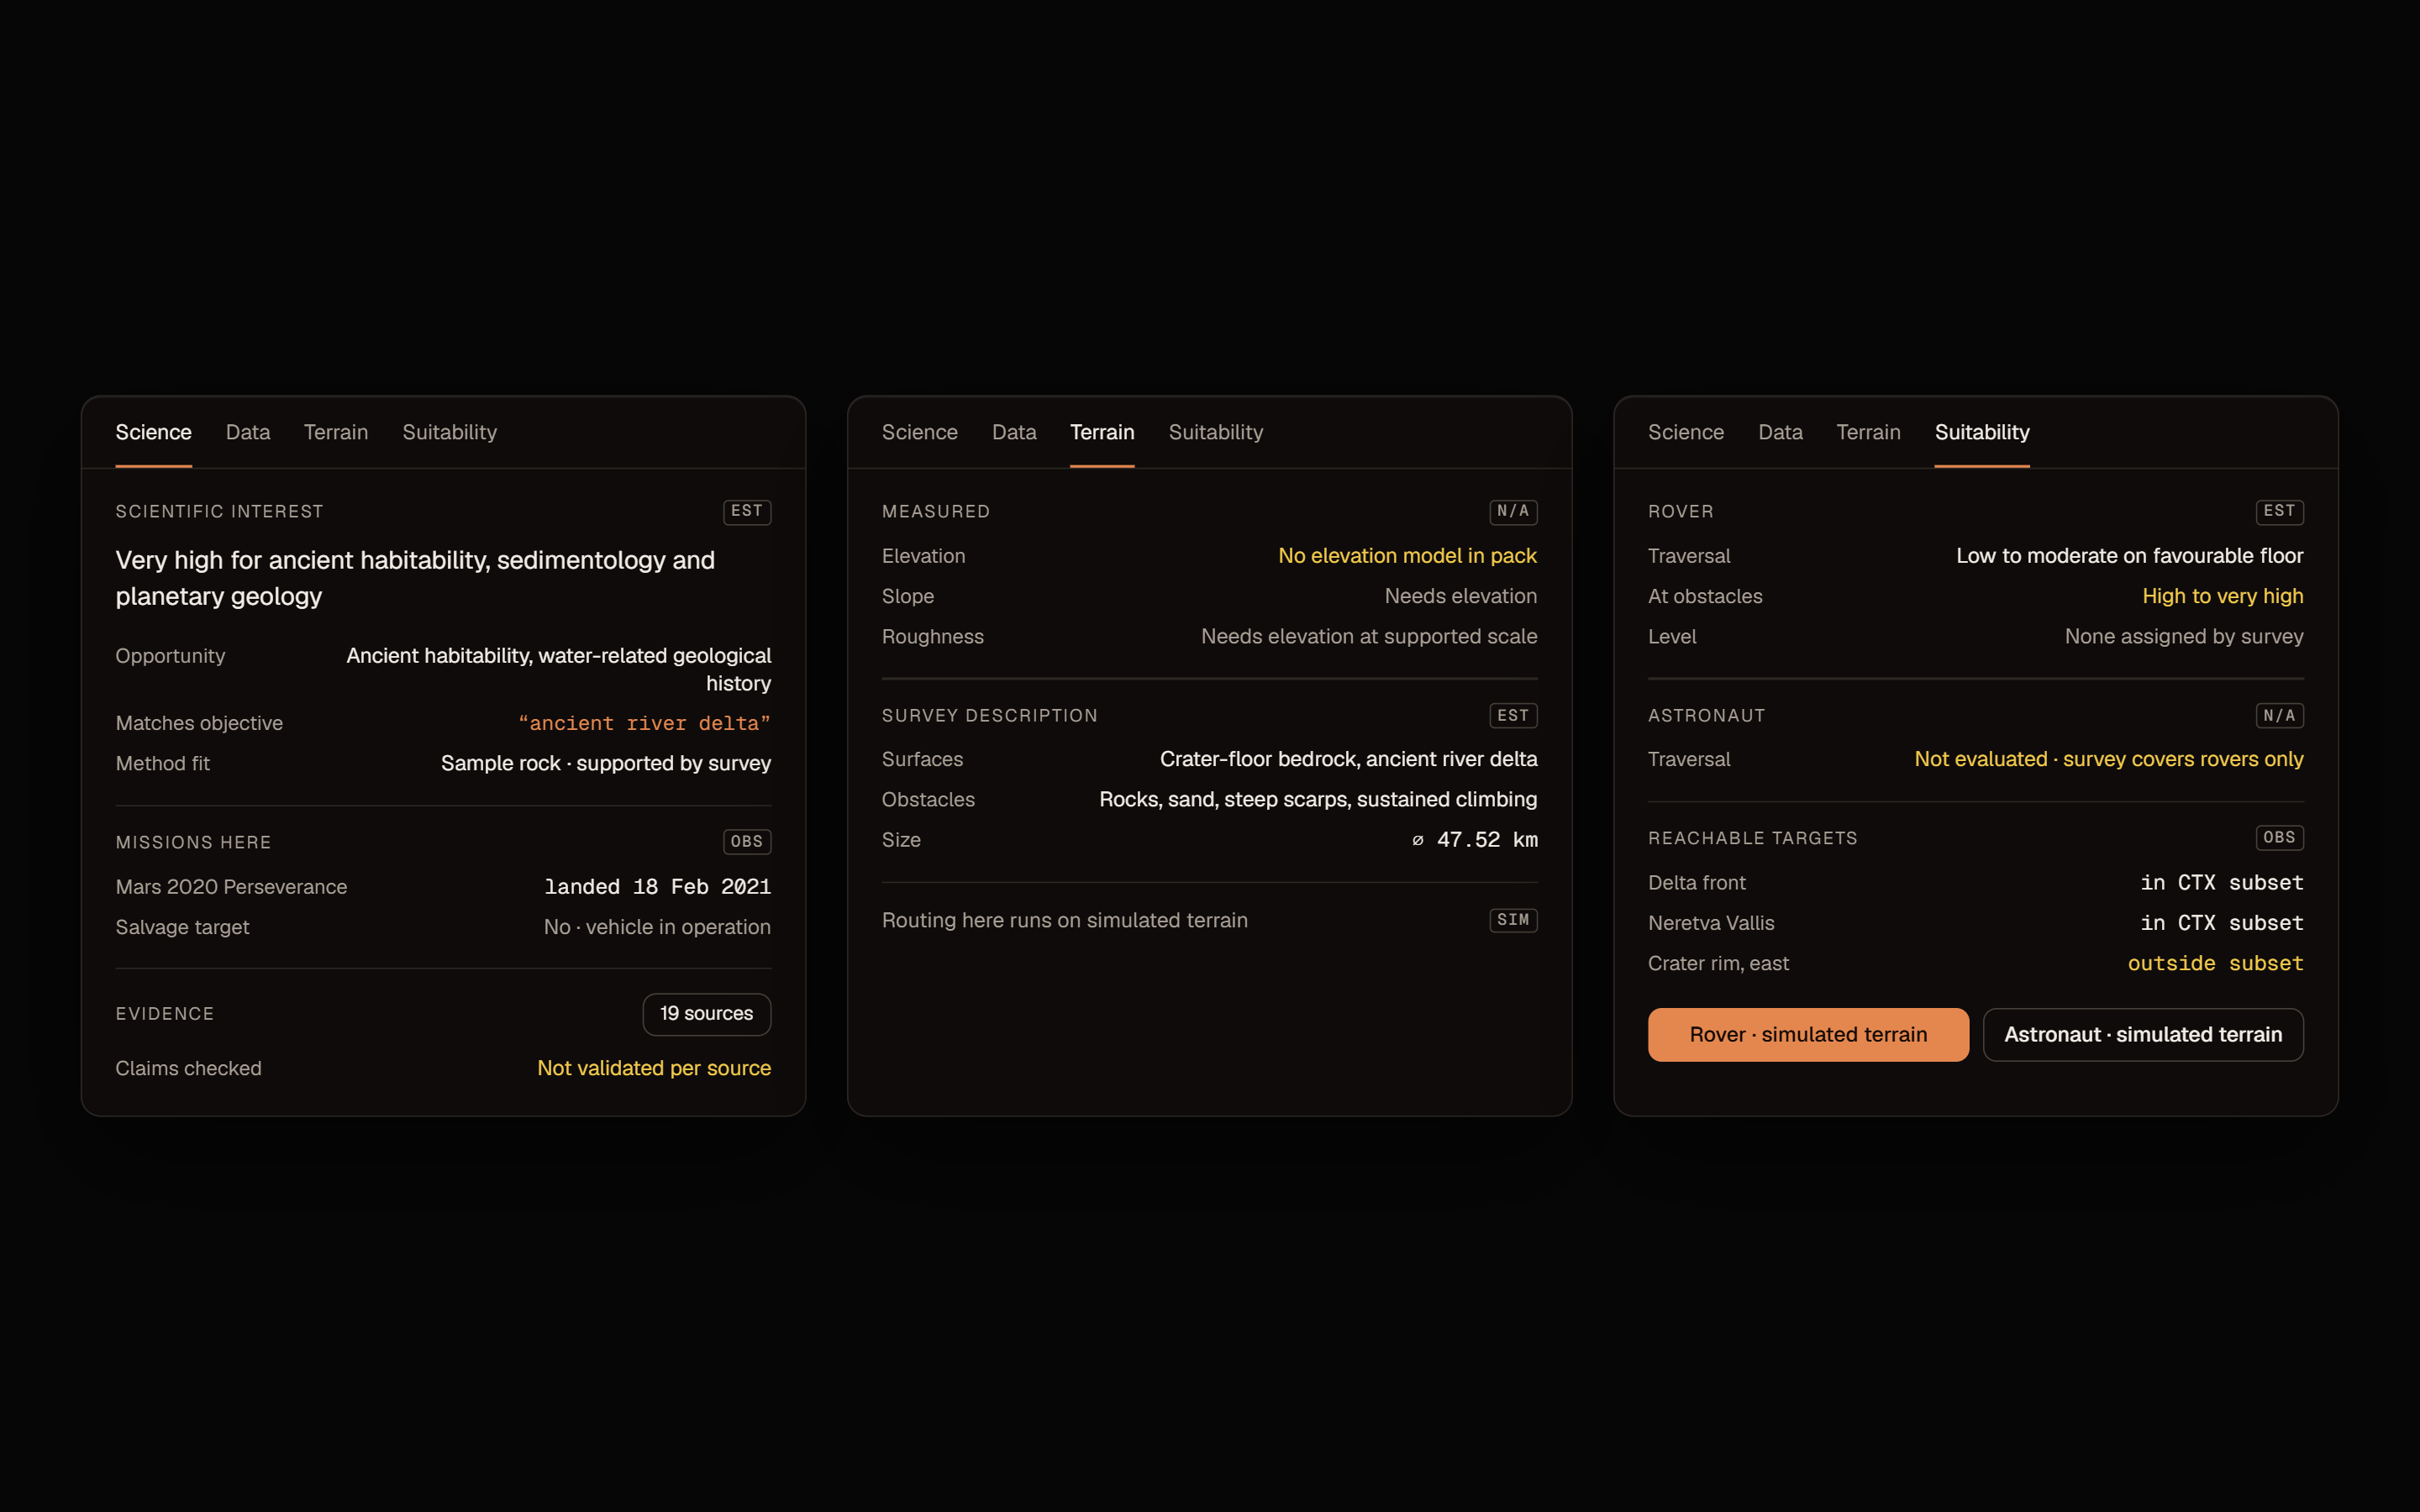 Science Data Terrain Suitability
SCIENTIFIC INTEREST EST
Very high for ancient habitability, sedimentology and
planetary geology
Opportunity Ancient habitability, water-related geological
history
Matches objective “ancient river delta”
Method fit Sample rock · supported by survey
MISSIONS HERE OBS
Mars 2020 Perseverance landed 18 Feb 2021
Salvage target No · vehicle in operation
EVIDENCE 19 sources
Claims checked Not validated per source
Science Data Terrain Suitability
MEASURED N/A
Elevation No elevation model in pack
Slope Needs elevation
Roughness Needs elevation at supported scale
SURVEY DESCRIPTION EST
Surfaces Crater-floor bedrock, ancient river delta
Obstacles Rocks, sand, steep scarps, sustained climbing
Size ⌀ 47.52 km
Routing here runs on simulated terrain SIM
Science Data Terrain Suitability
ROVER EST
Traversal Low to moderate on favourable floor
At obstacles High to very high
Level None assigned by survey
ASTRONAUT N/A
Traversal Not evaluated · survey covers rovers only
REACHABLE TARGETS OBS
Delta front in CTX subset
Neretva Vallis in CTX subset
Crater rim, east outside subset
Rover · simulated terrain Astronaut · simulated terrain